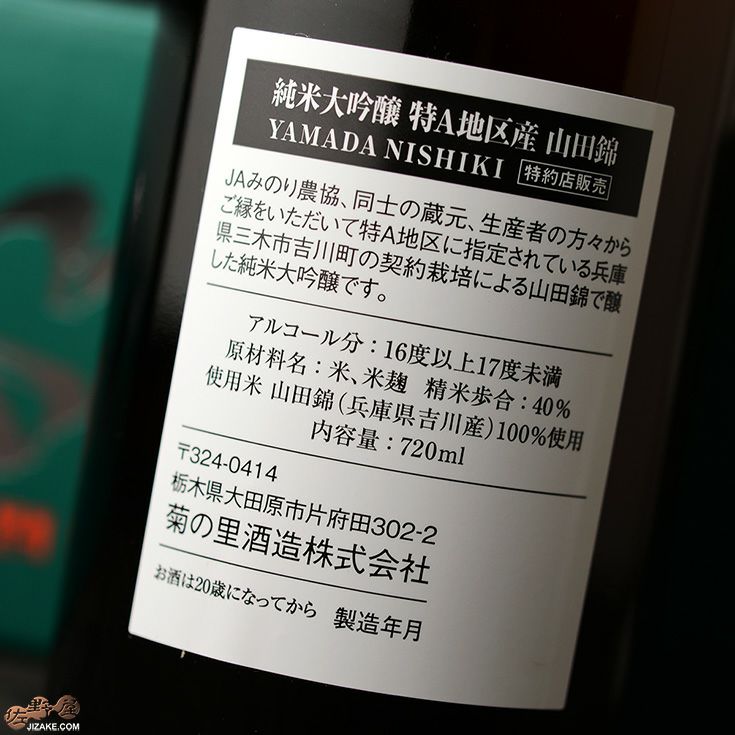 純米大吟醸 特A地区産 山田錦
YAMADA NISHIKI 特約店販売
JAみのり農協、同士の蔵元、生産者の方々から
ご縁をいただいて特A地区に指定されている兵庫
県三木市吉川町の契約栽培による山田錦で醸
した純米大吟醸です。
アルコール分：16度以上17度未満
原材料名：米、米麹 精米歩合：40%
使用米 山田錦(兵庫県吉川産)100%使用
内容量：720ml
〒324-0414
栃木県大田原市片府田302-2
菊の里酒造株式会社
お酒は20歳になってから 製造年月
佐野屋
JIZAKE.COM